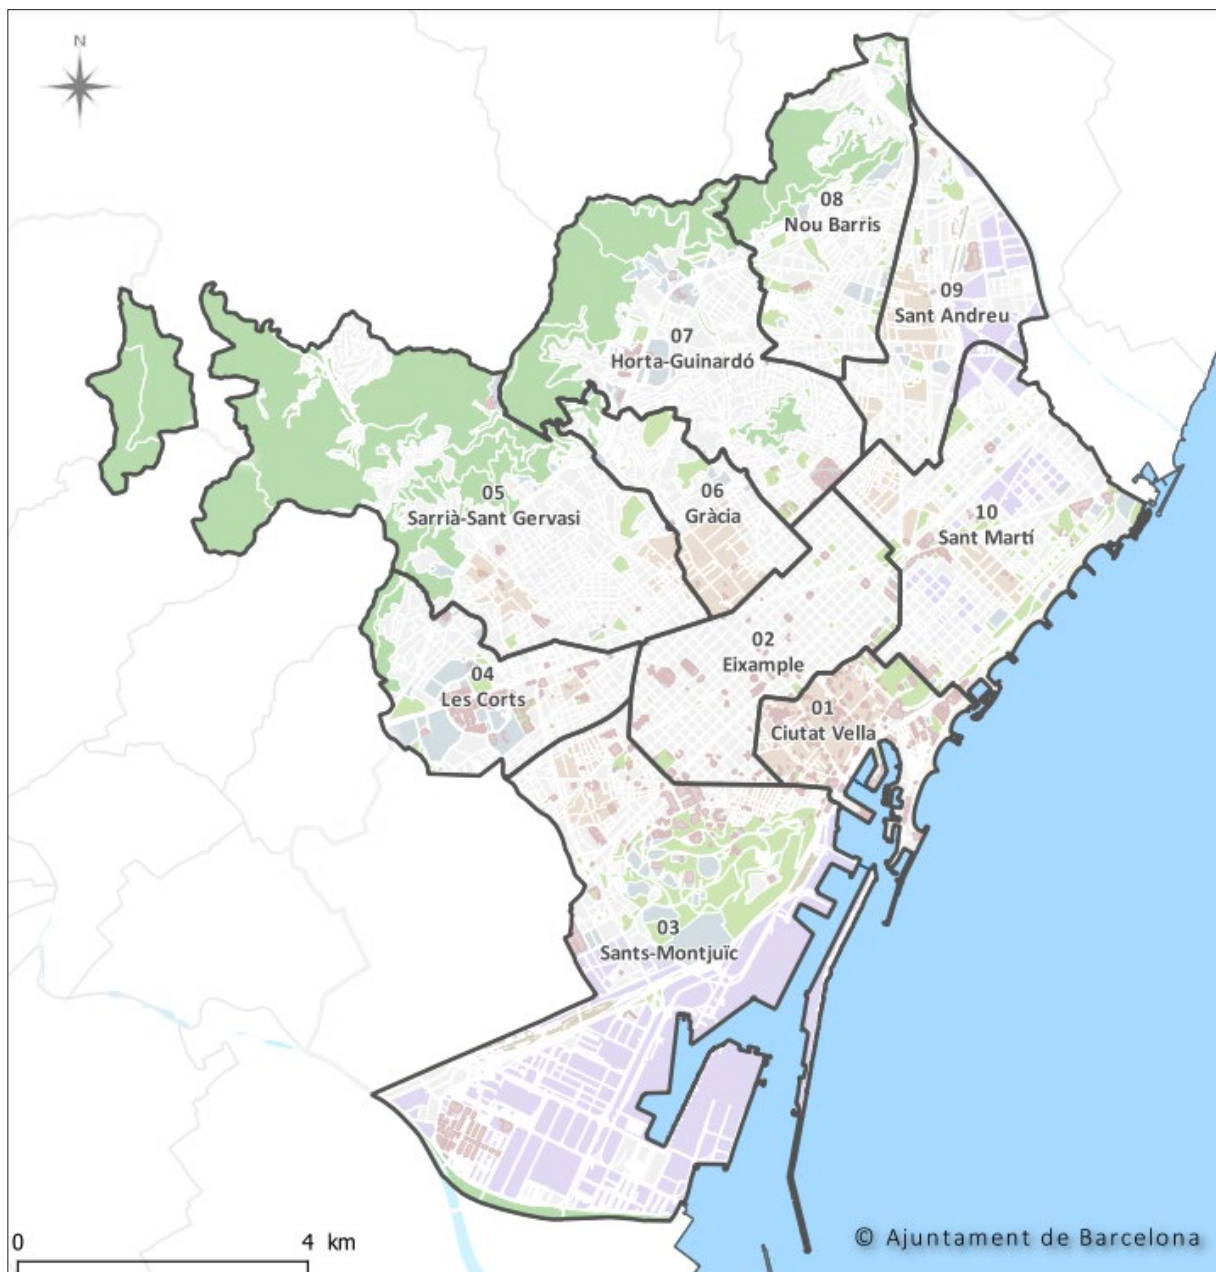 N
08
Nou Barris
09
Sant Andreu
07
Horta-Guinardó
05
Sarrià-Sant Gervasi
06
Gràcia
10
Sant Martí
02
Eixample
04
Les Corts
01
Ciutat Vella
03
Sants-Montjuïc
0 4 km
© Ajuntament de Barcelona